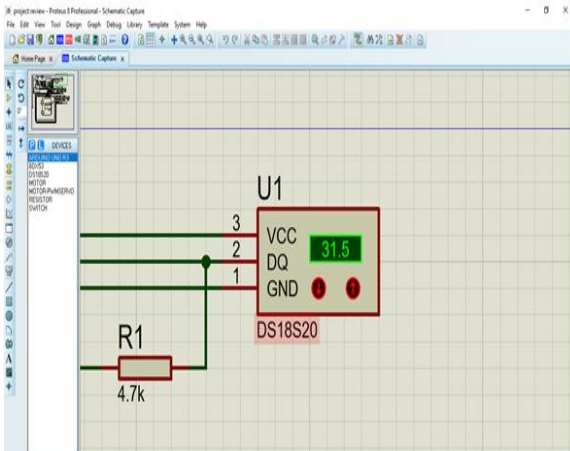 project review - Proteus 8 Professional - Schematic Capture
File Edit View Tool Design Graph Debug Library Template System Help
Home Page x
Schematic Capture x
P L DEVICES
ARDUINO UNO R3
DS18S20
MOTOR
MOTOR-PWMSERVO
RESISTOR
SWITCH
U1
3 VCC
31.5
2 DQ
1 GND
DS18S20
R1
4.7k